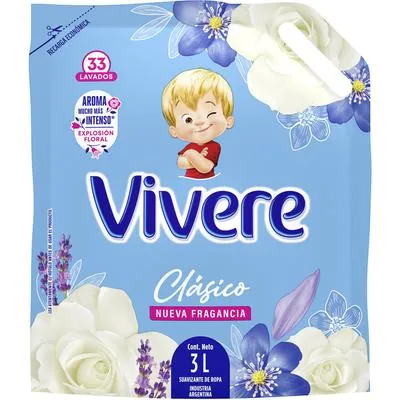 RECARGA ECONÓMICA
33
LAVADOS
AROMA
MUCHO MÁS
INTENSO*
EXPLOSIÓN
FLORAL
Vivere
Clásico
NUEVA FRAGANCIA
Cont. Neto
3 L
SUAVIZANTE DE ROPA
INDUSTRIA
ARGENTINA